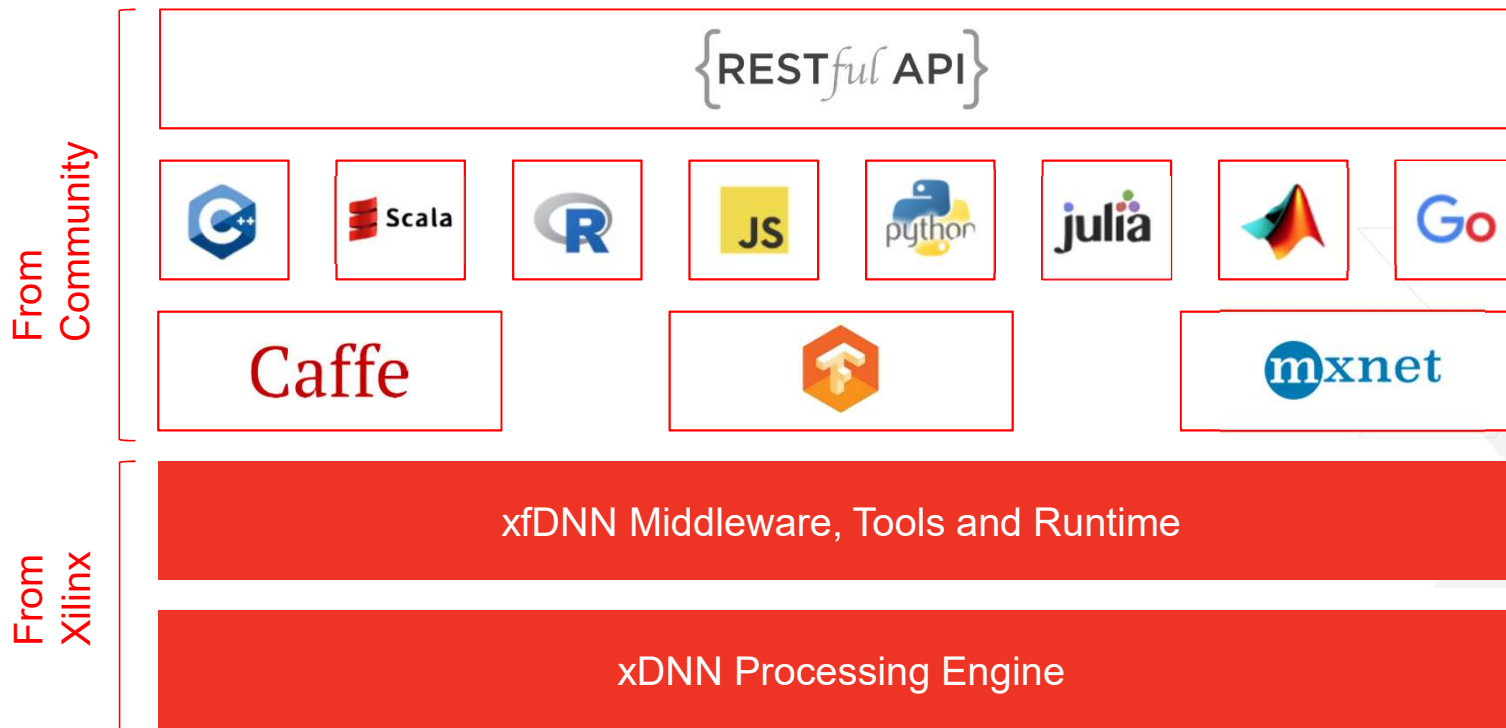 From
Community
{RESTful API}
C++
Scala
R
JS
python
julia
Go
Caffe
TF
mxnet
From
Xilinx
xfDNN Middleware, Tools and Runtime
xDNN Processing Engine